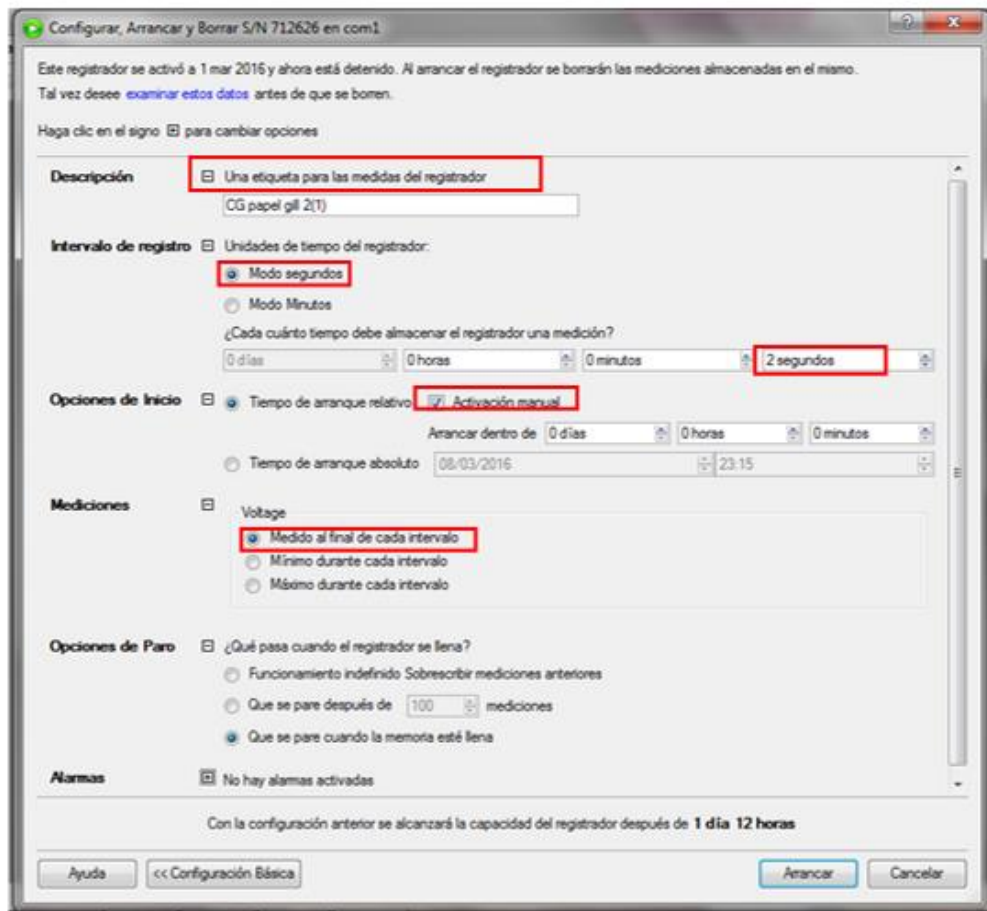 Configurar, Arrancar y Borrar S/N 712626 en com1
Este registrador se activó a 1 mar 2016 y ahora está detenido. Al arrancar el registrador se borrarán las mediciones almacenadas en el mismo.
Tal vez desee examinar estos datos antes de que se borren.
Haga clic en el signo ⊞ para cambiar opciones
Descripción ⊟ Una etiqueta para las medidas del registrador
CG papel gill 2(1)
Intervalo de registro ⊟ Unidades de tiempo del registrador:
Modo segundos
Modo Minutos
¿Cada cuánto tiempo debe almacenar el registrador una medición?
0 días 0 horas 0 minutos 2 segundos
Opciones de Inicio ⊟ Tiempo de arranque relativo Activación manual
Arrancar dentro de 0 días 0 horas 0 minutos
Tiempo de arranque absoluto 08/03/2016 23:15
Mediciones ⊟ Voltage
Medido al final de cada intervalo
Mínimo durante cada intervalo
Máximo durante cada intervalo
Opciones de Paro ⊟ ¿Qué pasa cuando el registrador se llena?
Funcionamiento indefinido Sobrescribir mediciones anteriores
Que se pare después de 100 mediciones
Que se pare cuando la memoria esté llena
Alarmas ⊞ No hay alarmas activadas
Con la configuración anterior se alcanzará la capacidad del registrador después de 1 día 12 horas
Ayuda << Configuración Básica Arrancar Cancelar